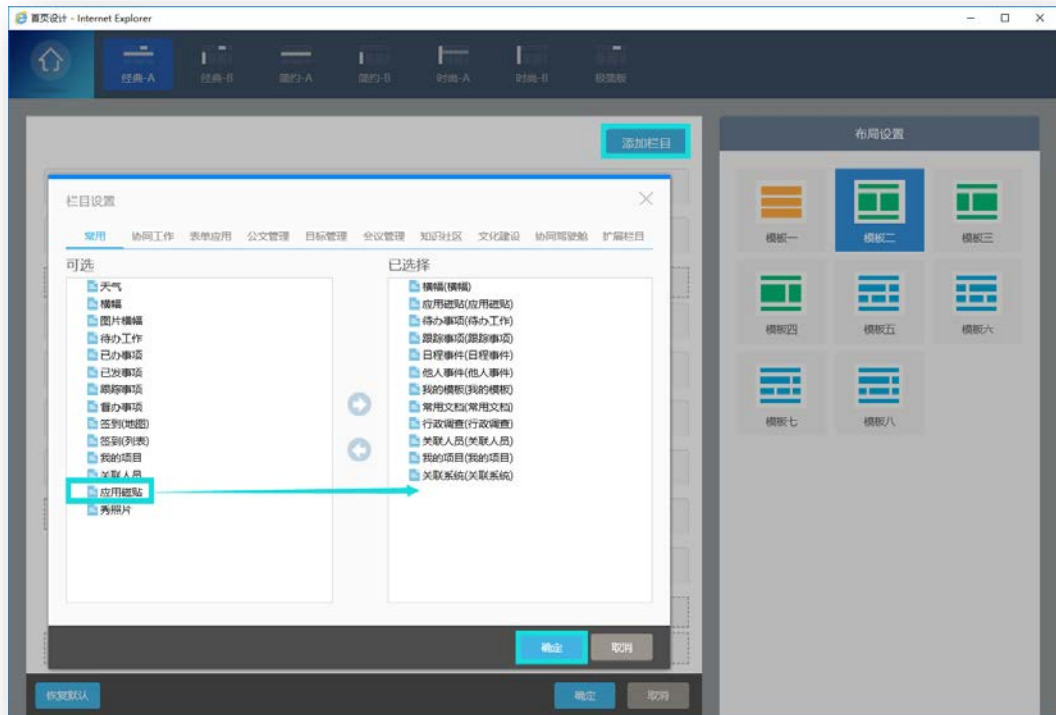 首页设计 - Internet Explorer
经典-A 经典-B 简约-A 简约-B 时尚-A 时尚-B 极简版
添加栏目
布局设置
栏目设置
常用 协同工作 表单应用 公文管理 目标管理 会议管理 知识社区 文化建设 协同驾驶舱 扩展栏目
可选
已选择
天气
横幅
图片横幅
待办工作
已办事项
已发事项
跟踪事项
督办事项
签到(地图)
签到(列表)
我的项目
关联人员
应用磁贴
秀照片
横幅(横幅)
应用磁贴(应用磁贴)
待办事项(待办工作)
跟踪事项(跟踪事项)
日程事件(日程事件)
他人事件(他人事件)
我的模板(我的模板)
常用文档(常用文档)
行政调查(行政调查)
关联人员(关联人员)
我的项目(我的项目)
关联系统(关联系统)
模板一 模板二 模板三
模板四 模板五 模板六
模板七 模板八
确定 取消
恢复默认 确定 取消